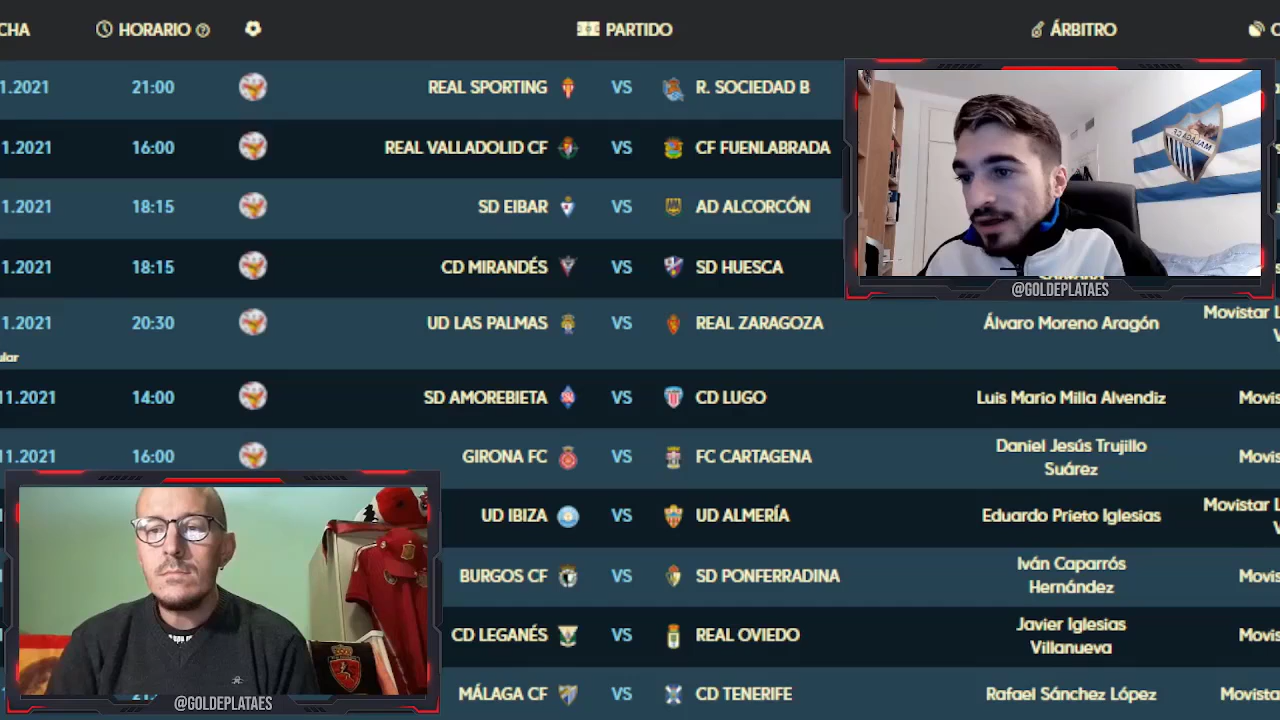 CHA HORARIO PARTIDO ÁRBITRO C
1.2021 21:00 REAL SPORTING VS R. SOCIEDAD B
1.2021 16:00 REAL VALLADOLID CF VS CF FUENLABRADA
1.2021 18:15 SD EIBAR VS AD ALCORCÓN
1.2021 18:15 CD MIRANDÉS VS SD HUESCA
@GOLDEPLATAES
1.2021 20:30 UD LAS PALMAS VS REAL ZARAGOZA Álvaro Moreno Aragón Movistar L
V
ular
11.2021 14:00 SD AMOREBIETA VS CD LUGO Luis Mario Milla Alvendiz Movis
11.2021 16:00 GIRONA FC VS FC CARTAGENA Daniel Jesús Trujillo Suárez Movis
UD IBIZA VS UD ALMERÍA Eduardo Prieto Iglesias Movistar L
V
BURGOS CF VS SD PONFERRADINA Iván Caparrós Hernández Movis
CD LEGANÉS VS REAL OVIEDO Javier Iglesias Villanueva Movis
MÁLAGA CF VS CD TENERIFE Rafael Sánchez López Movista
@GOLDEPLATAES